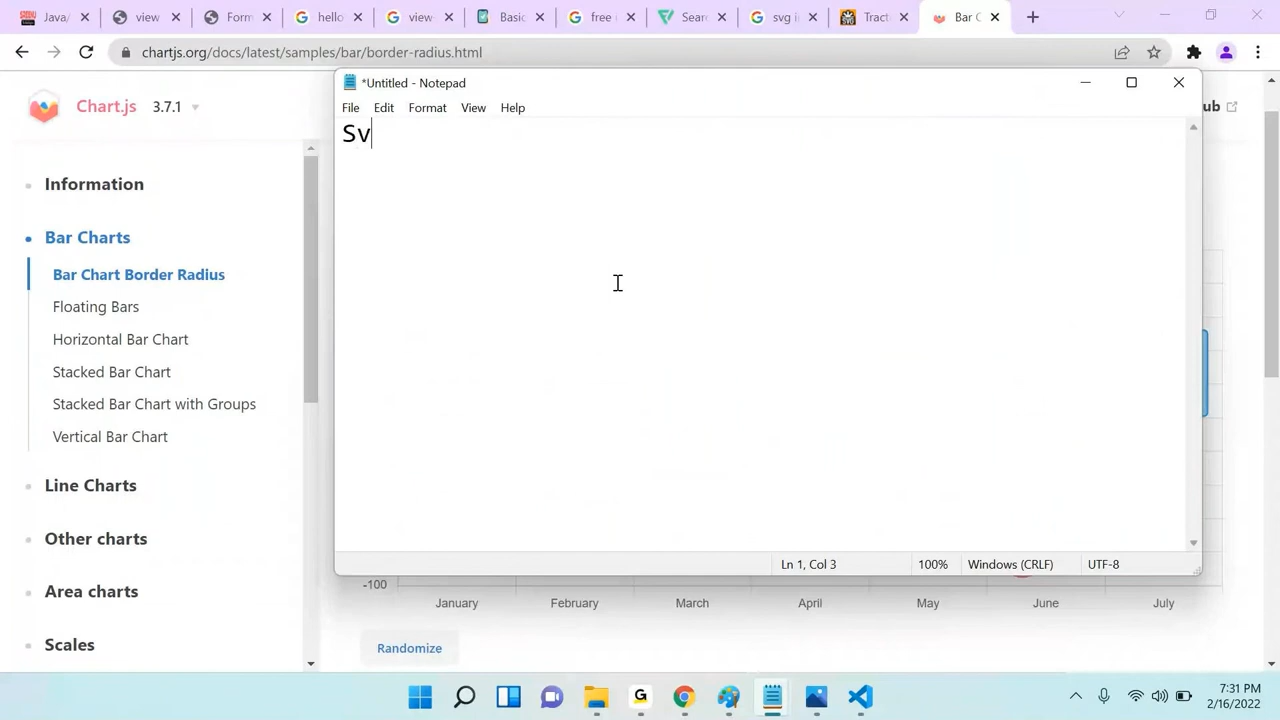 Java/
view
Form
hello
view
Basic
free
Sear
svg i
Trac
Bar C
chartjs.org/docs/latest/samples/bar/border-radius.html
Chart.js
3.7.1
ub
*Untitled - Notepad
File Edit Format View Help
Sv
Information
Bar Charts
Bar Chart Border Radius
Floating Bars
Horizontal Bar Chart
Stacked Bar Chart
Stacked Bar Chart with Groups
Vertical Bar Chart
Line Charts
Other charts
Area charts
Scales
Ln 1, Col 3
100%
Windows (CRLF)
UTF-8
-100
January February March April May June July
Randomize
G
7:31 PM
2/16/2022